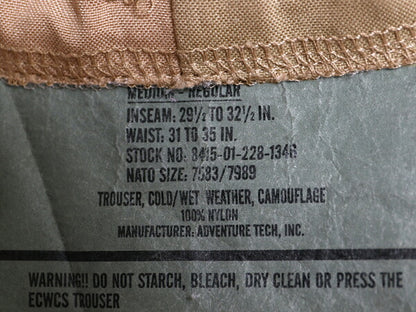 MEDIUM - REGULAR
INSEAM: 29½ TO 32½ IN.
WAIST: 31 TO 35 IN.
STOCK NO: 8415-01-228-1346
NATO SIZE: 7583/7989
TROUSER, COLD/WET WEATHER, CAMOUFLAGE
100% NYLON
MANUFACTURER: ADVENTURE TECH, INC.
WARNING!! DO NOT STARCH, BLEACH, DRY CLEAN OR PRESS THE
ECWCS TROUSER